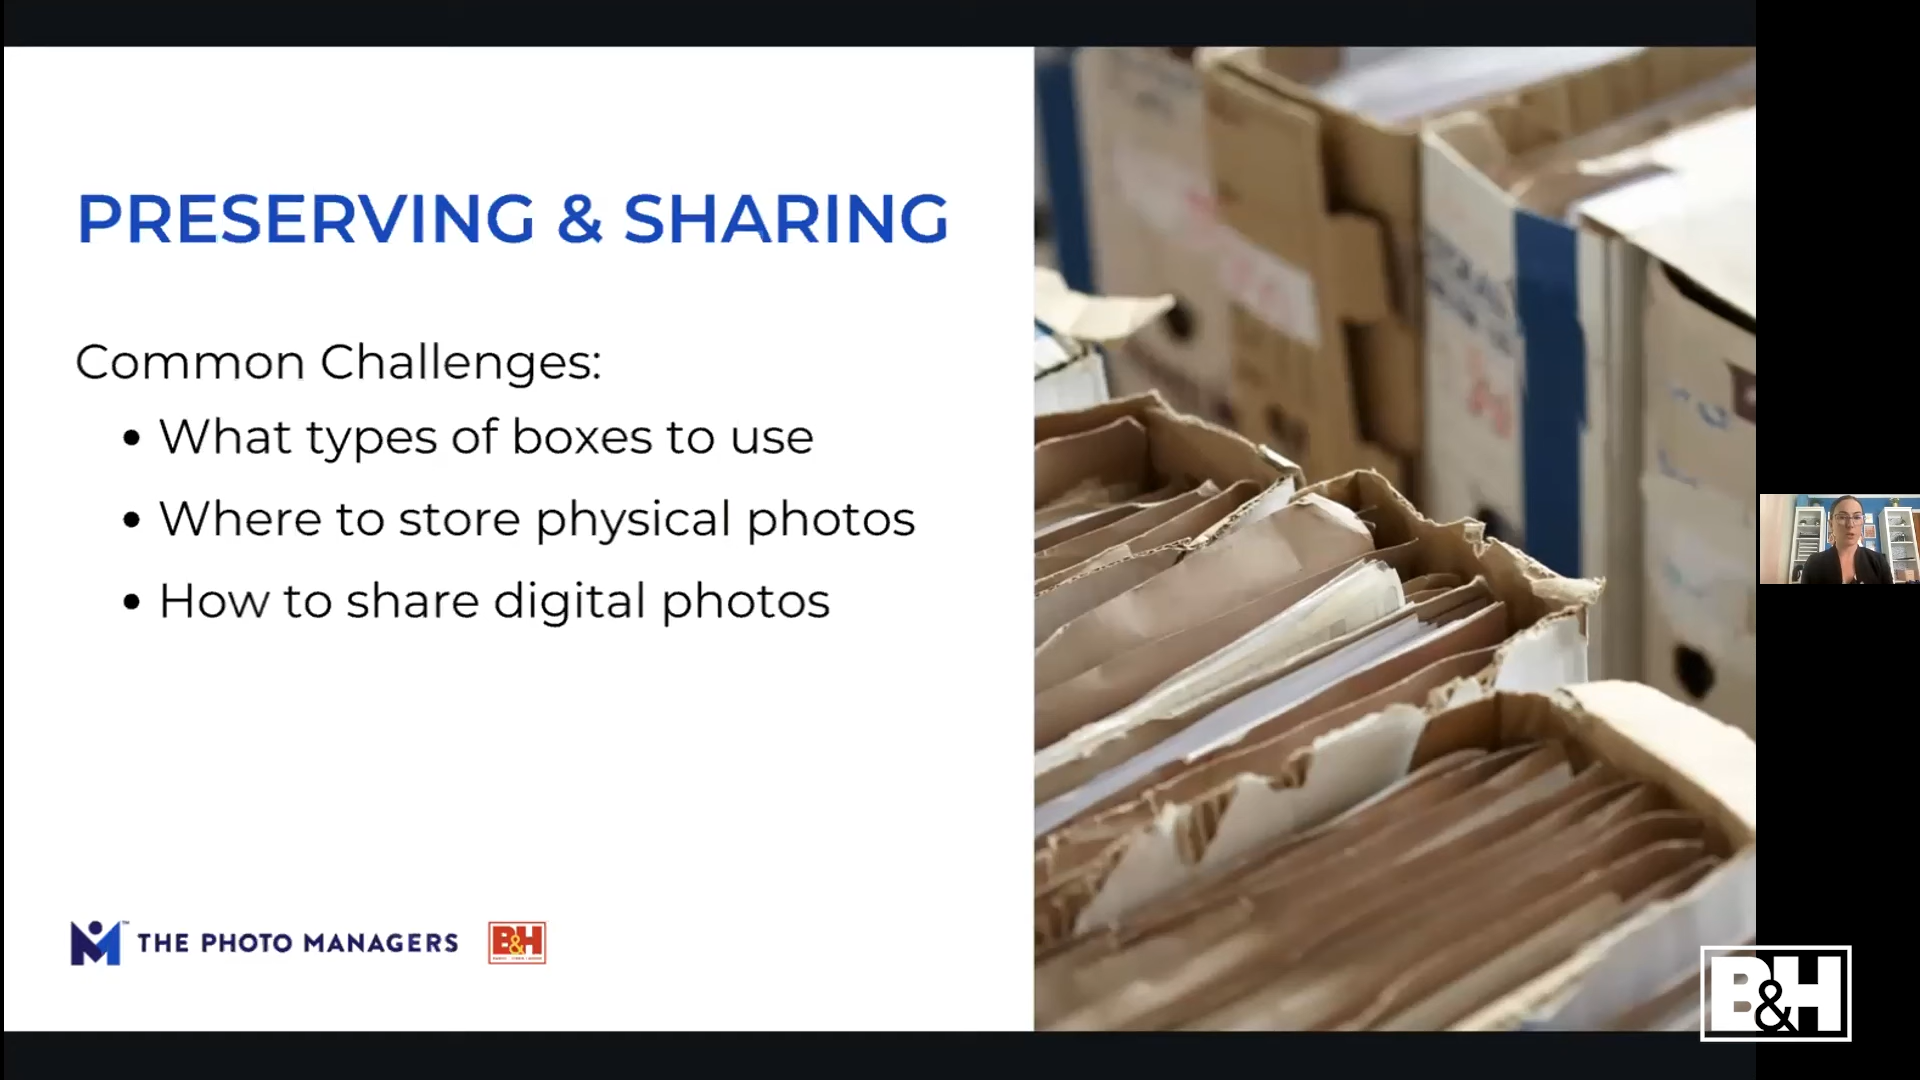 PRESERVING & SHARING
Common Challenges:
• What types of boxes to use
• Where to store physical photos
• How to share digital photos
THE PHOTO MANAGERS
B&H
B&H